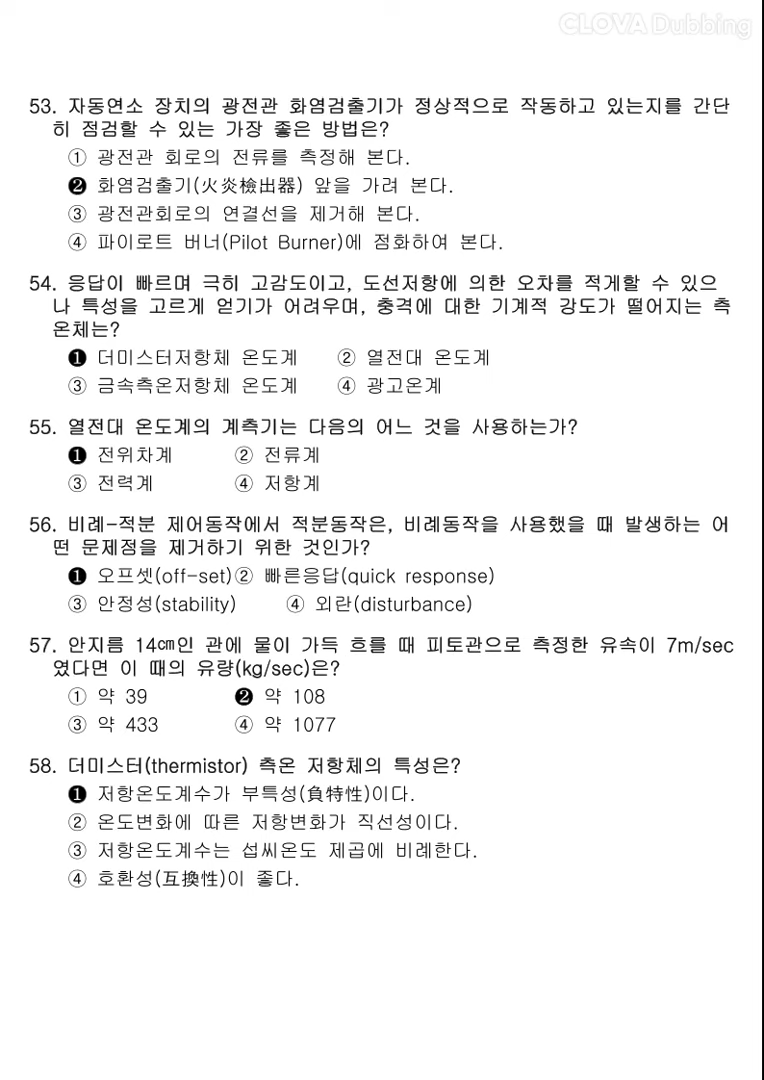 CLOVA Dubbing
53. 자동연소 장치의 광전관 화염검출기가 정상적으로 작동하고 있는지를 간단
히 점검할 수 있는 가장 좋은 방법은?
① 광전관 회로의 전류를 측정해 본다.
❷ 화염검출기(火炎檢出器) 앞을 가려 본다.
③ 광전관회로의 연결선을 제거해 본다.
④ 파이로트 버너(Pilot Burner)에 점화하여 본다.
54. 응답이 빠르며 극히 고감도이고, 도선저항에 의한 오차를 적게할 수 있으
나 특성을 고르게 얻기가 어려우며, 충격에 대한 기계적 강도가 떨어지는 측
온체는?
❶ 더미스터저항체 온도계 ② 열전대 온도계
③ 금속측온저항체 온도계 ④ 광고온계
55. 열전대 온도계의 계측기는 다음의 어느 것을 사용하는가?
❶ 전위차계 ② 전류계
③ 전력계 ④ 저항계
56. 비례-적분 제어동작에서 적분동작은, 비례동작을 사용했을 때 발생하는 어
떤 문제점을 제거하기 위한 것인가?
❶ 오프셋(off-set)② 빠른응답(quick response)
③ 안정성(stability) ④ 외란(disturbance)
57. 안지름 14㎝인 관에 물이 가득 흐를 때 피토관으로 측정한 유속이 7m/sec
였다면 이 때의 유량(kg/sec)은?
① 약 39 ❷ 약 108
③ 약 433 ④ 약 1077
58. 더미스터(thermistor) 측온 저항체의 특성은?
❶ 저항온도계수가 부특성(負特性)이다.
② 온도변화에 따른 저항변화가 직선성이다.
③ 저항온도계수는 섭씨온도 제곱에 비례한다.
④ 호환성(互換性)이 좋다.